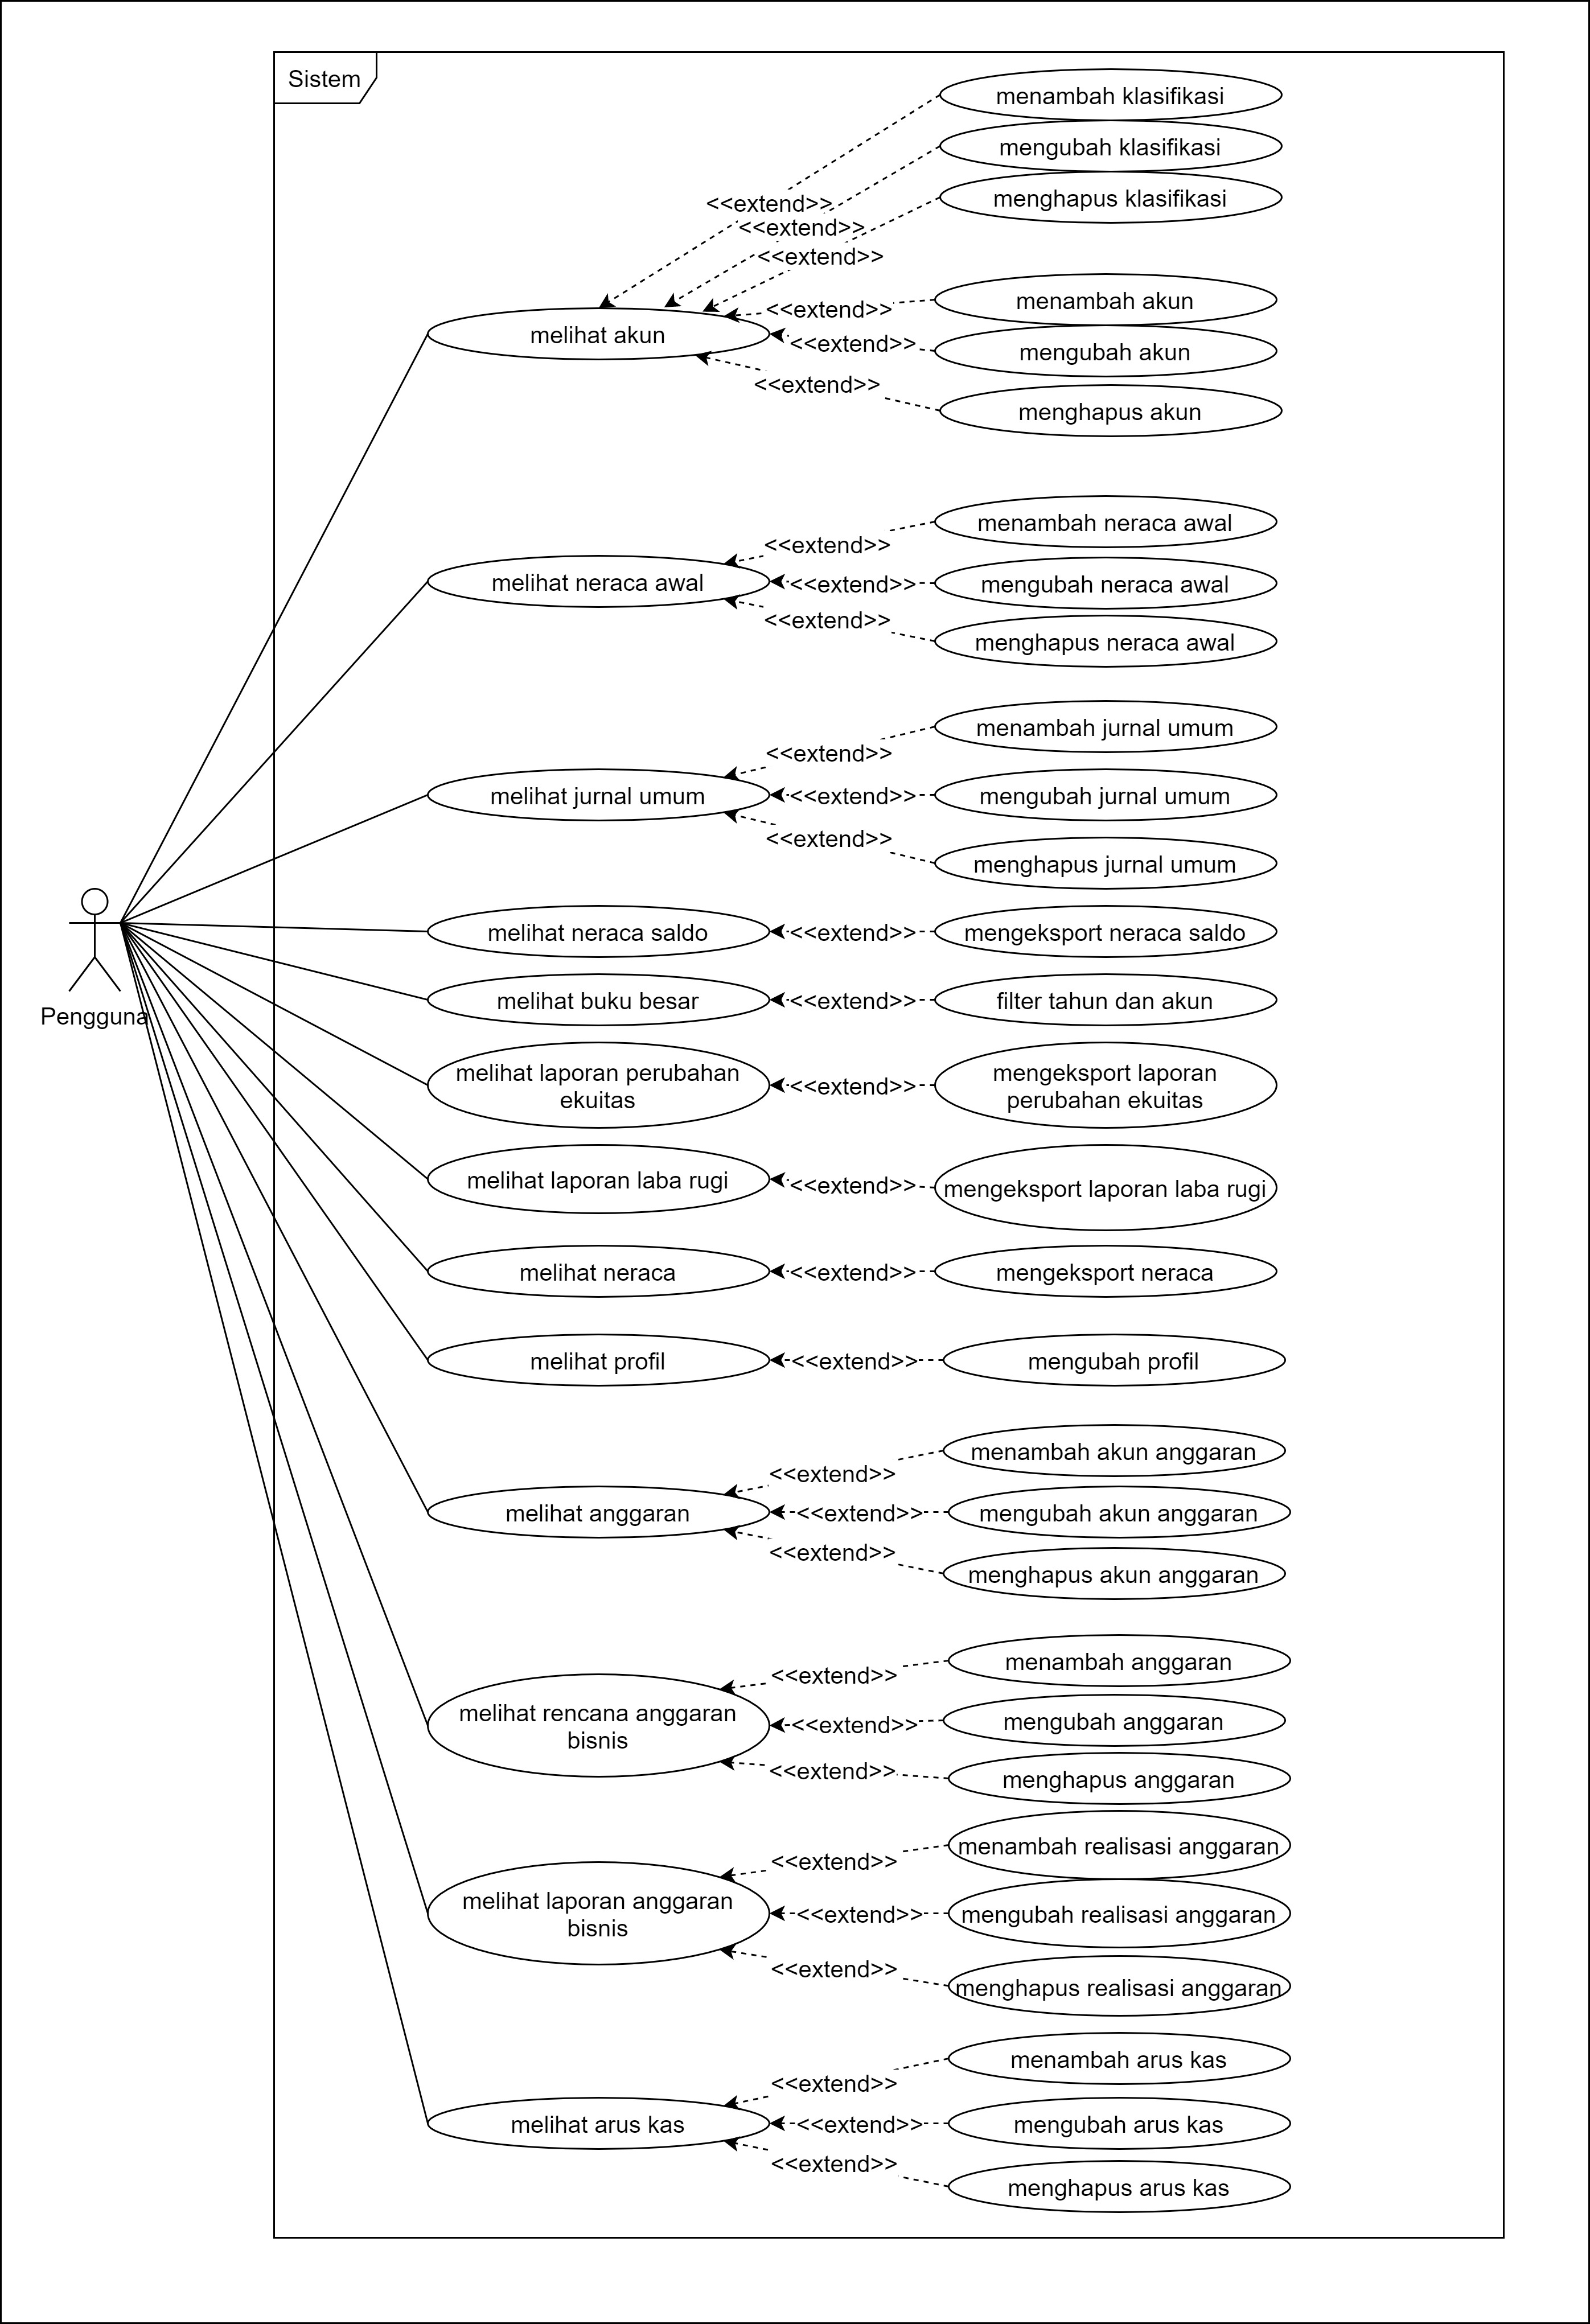 Sistem
menambah klasifikasi
mengubah klasifikasi
menghapus klasifikasi
<<extend>>
<<extend>>
<<extend>>
menambah akun
<<extend>>
melihat akun
<<extend>>
mengubah akun
<<extend>>
menghapus akun
menambah neraca awal
<<extend>>
melihat neraca awal
<<extend>>
mengubah neraca awal
<<extend>>
menghapus neraca awal
menambah jurnal umum
<<extend>>
melihat jurnal umum
<<extend>>
mengubah jurnal umum
<<extend>>
menghapus jurnal umum
melihat neraca saldo
<<extend>>
mengeksport neraca saldo
Pengguna
melihat buku besar
<<extend>>
filter tahun dan akun
melihat laporan perubahan
ekuitas
<<extend>>
mengeksport laporan
perubahan ekuitas
melihat laporan laba rugi
<<extend>>
mengeksport laporan laba rugi
melihat neraca
<<extend>>
mengeksport neraca
melihat profil
<<extend>>
mengubah profil
menambah akun anggaran
<<extend>>
melihat anggaran
<<extend>>
mengubah akun anggaran
<<extend>>
menghapus akun anggaran
menambah anggaran
<<extend>>
melihat rencana anggaran
bisnis
<<extend>>
mengubah anggaran
<<extend>>
menghapus anggaran
menambah realisasi anggaran
<<extend>>
melihat laporan anggaran
bisnis
<<extend>>
mengubah realisasi anggaran
<<extend>>
menghapus realisasi anggaran
menambah arus kas
<<extend>>
melihat arus kas
<<extend>>
mengubah arus kas
<<extend>>
menghapus arus kas